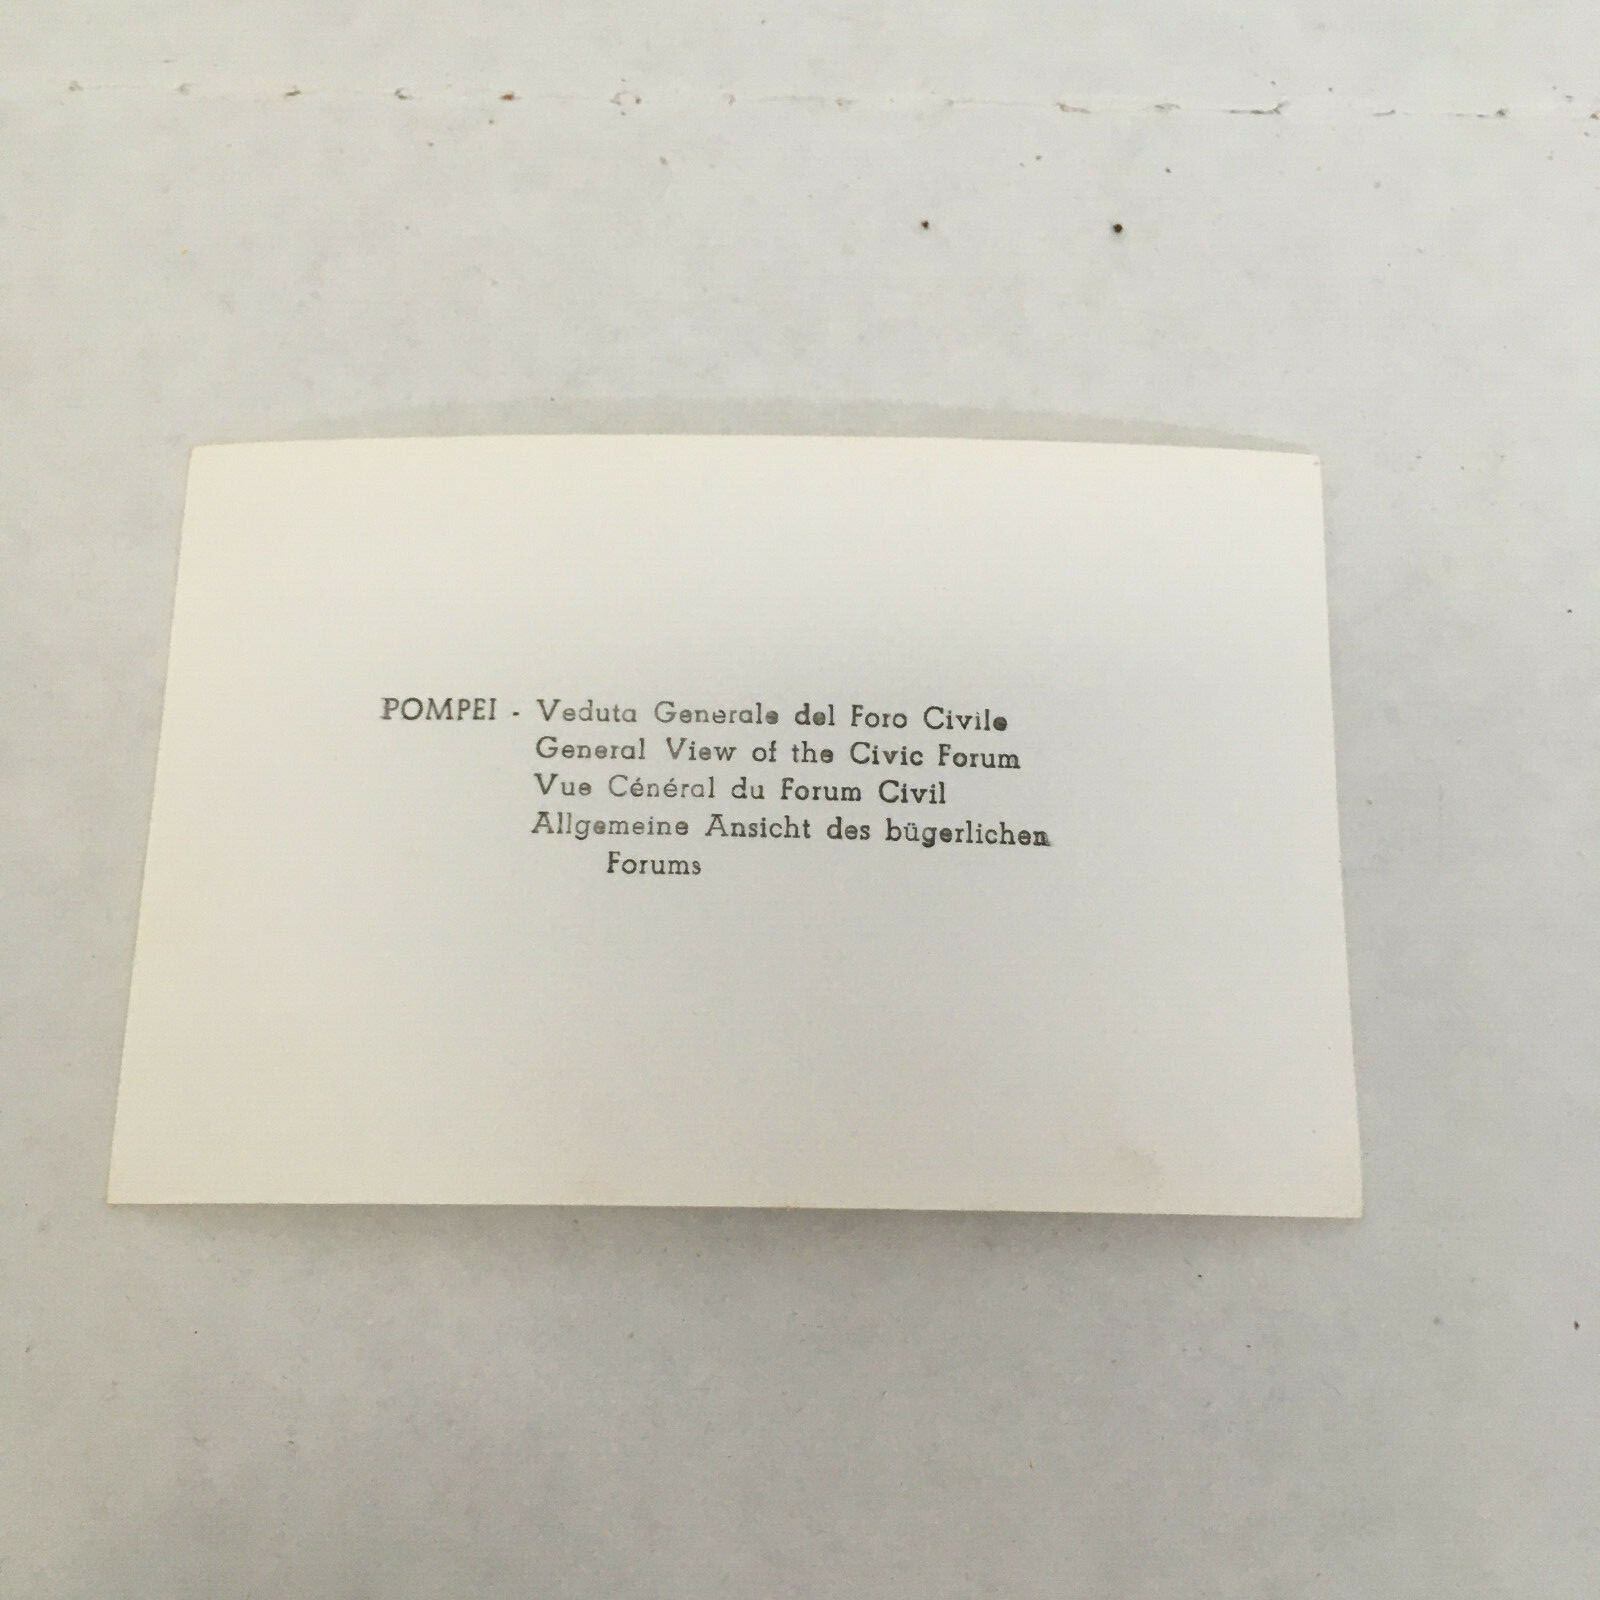 POMPEI - Veduta Generale del Foro Civile
General View of the Civic Forum
Vue Cénéral du Forum Civil
Allgemeine Ansicht des bügerlichen
Forums